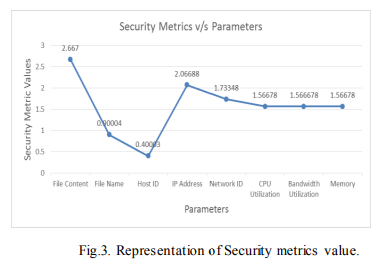 Security Metrics v/s Parameters
Security Metric Values
3
2.5
2
1.5
1
0.5
0
2.667
0.90004
0.40003
2.06688
1.73348
1.56678
1.566678
1.56678
File Content
File Name
Host ID
IP Address
Network ID
CPU
Utilization
Bandwidth
Utilization
Memory
Parameters
Fig.3. Representation of Security metrics value.